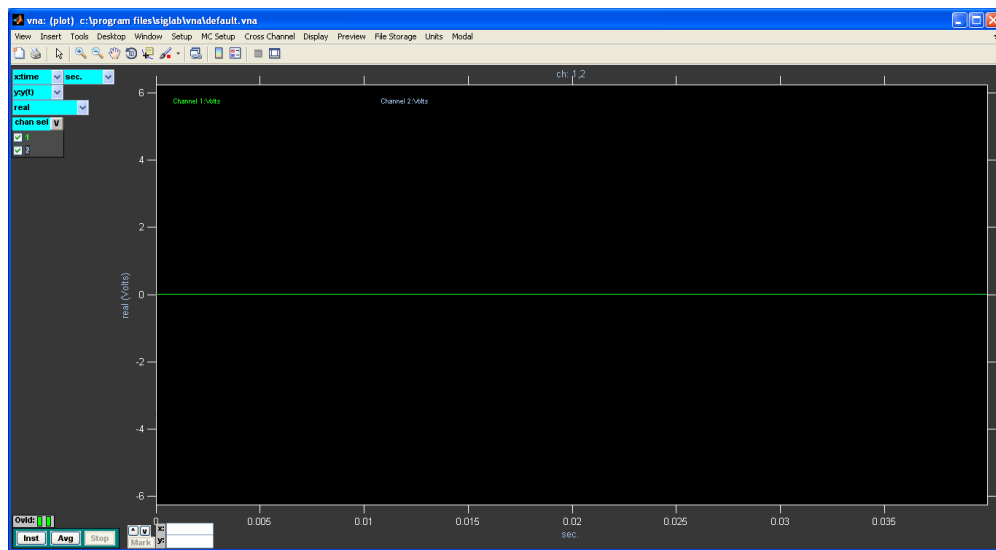 vna: (plot) c:\program files\siglab\vna\default.vna
View Insert Tools Desktop Window Setup MC Setup Cross Channel Display Preview File Storage Units Modal
x:time sec.
y:y(t)
real
chan sel V
1
2
ch: 1,2
Channel 1:Volts Channel 2:Volts
6
4
2
0
-2
-4
-6
real (Volts)
0 0.005 0.01 0.015 0.02 0.025 0.03 0.035
sec.
Ovld:
Inst Avg Stop
^ v
Mark
x:
y: